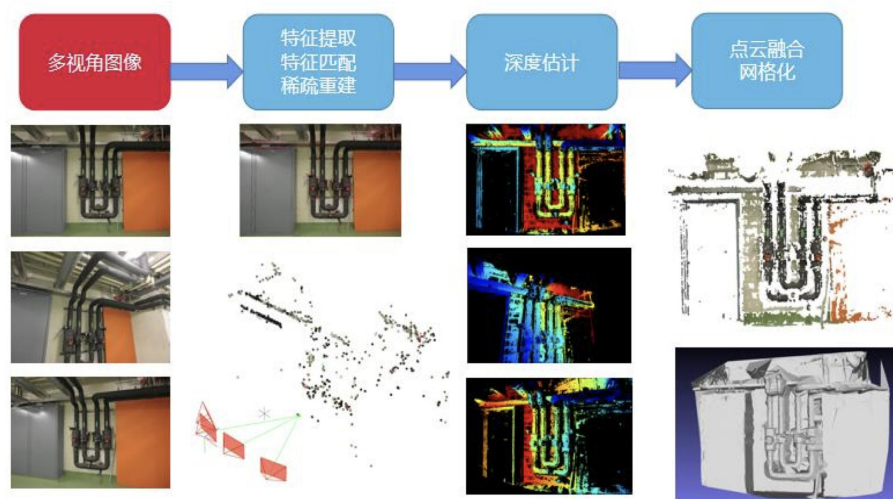 多视角图像
特征提取
特征匹配
稀疏重建
深度估计
点云融合
网格化